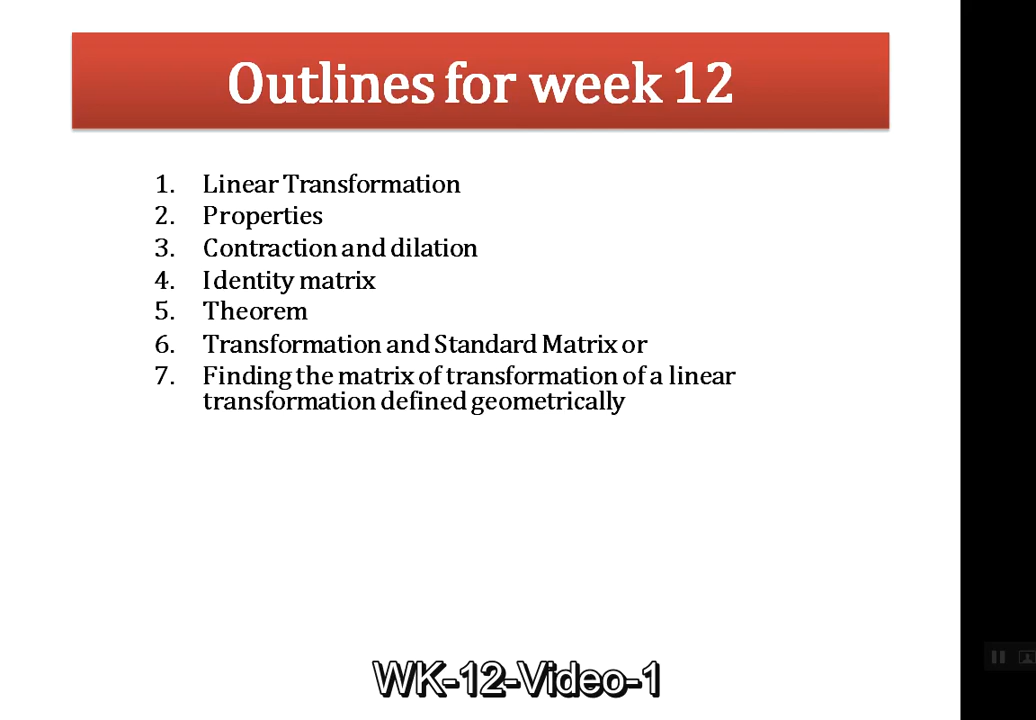 Outlines for week 12
1. Linear Transformation
2. Properties
3. Contraction and dilation
4. Identity matrix
5. Theorem
6. Transformation and Standard Matrix or
7. Finding the matrix of transformation of a linear
transformation defined geometrically
WK-12-Video-1